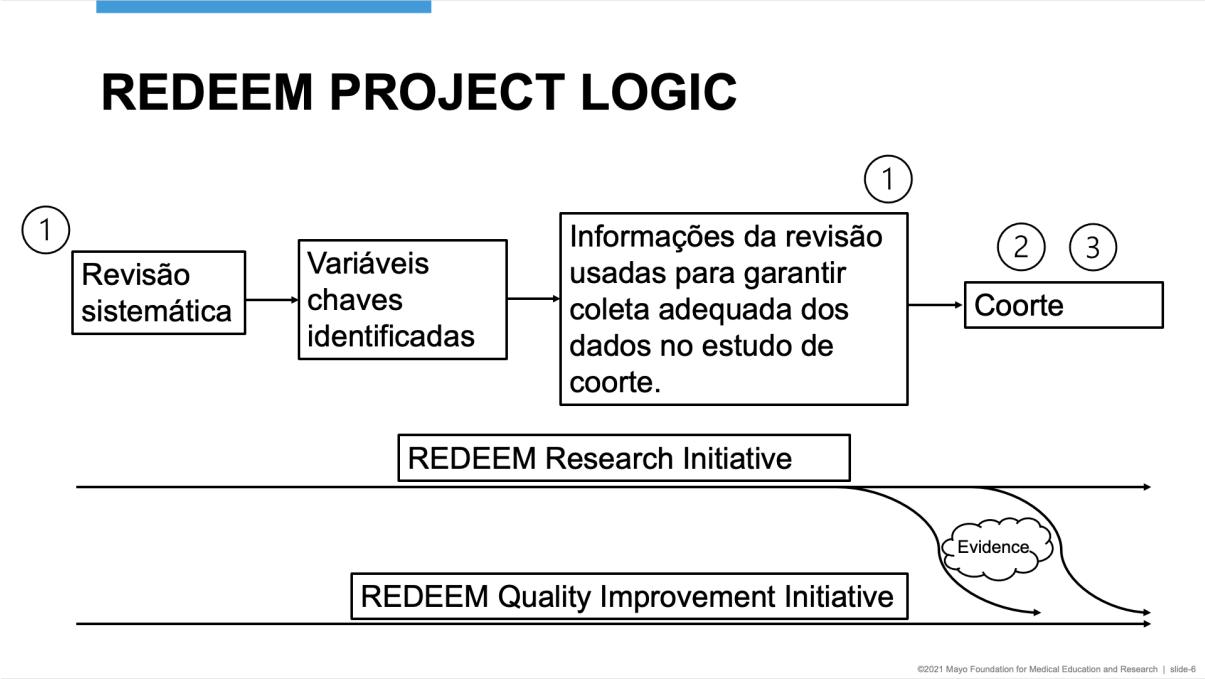 REDEEM PROJECT LOGIC
1
Revisão
sistemática
Variáveis
chaves
identificadas
1
Informações da revisão
usadas para garantir
coleta adequada dos
dados no estudo de
coorte.
2 3
Coorte
REDEEM Research Initiative
Evidence
REDEEM Quality Improvement Initiative
©2021 Mayo Foundation for Medical Education and Research | slide-6